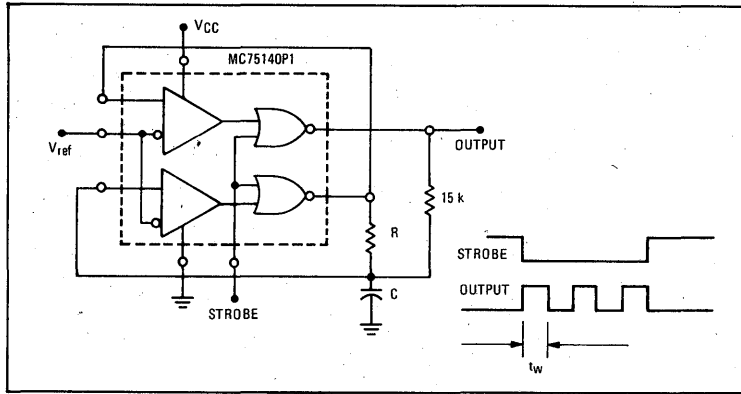 VCC
MC75140P1
Vref
OUTPUT
15 k
R
C
STROBE
STROBE
OUTPUT
tw